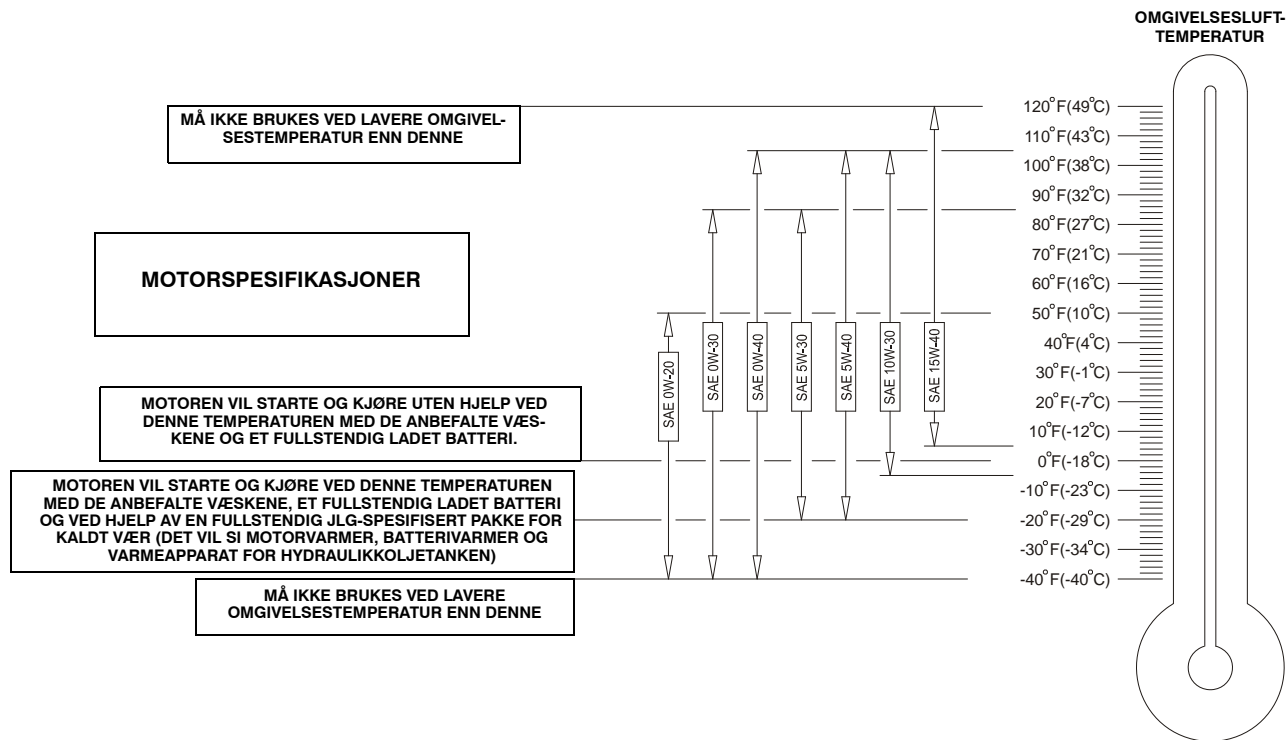 OMGIVELSESLUFT-
TEMPERATUR
MÅ IKKE BRUKES VED LAVERE OMGIVEL-
SESTEMPERATUR ENN DENNE
MOTORSPESIFIKASJONER
MOTOREN VIL STARTE OG KJØRE UTEN HJELP VED
DENNE TEMPERATUREN MED DE ANBEFALTE VÆS-
KENE OG ET FULLSTENDIG LADET BATTERI.
MOTOREN VIL STARTE OG KJØRE VED DENNE TEMPERATUREN
MED DE ANBEFALTE VÆSKENE, ET FULLSTENDIG LADET BATTERI
OG VED HJELP AV EN FULLSTENDIG JLG-SPESIFISERT PAKKE FOR
KALDT VÆR (DET VIL SI MOTORVARMER, BATTERIVARMER OG
VARMEAPPARAT FOR HYDRAULIKKOLJETANKEN)
MÅ IKKE BRUKES VED LAVERE
OMGIVELSESTEMPERATUR ENN DENNE
SAE 0W-20
SAE 0W-30
SAE 0W-40
SAE 5W-30
SAE 5W-40
SAE 10W-30
SAE 15W-40
120°F(49°C)
110°F(43°C)
100°F(38°C)
90°F(32°C)
80°F(27°C)
70°F(21°C)
60°F(16°C)
50°F(10°C)
40°F(4°C)
30°F(-1°C)
20°F(-7°C)
10°F(-12°C)
0°F(-18°C)
-10°F(-23°C)
-20°F(-29°C)
-30°F(-34°C)
-40°F(-40°C)